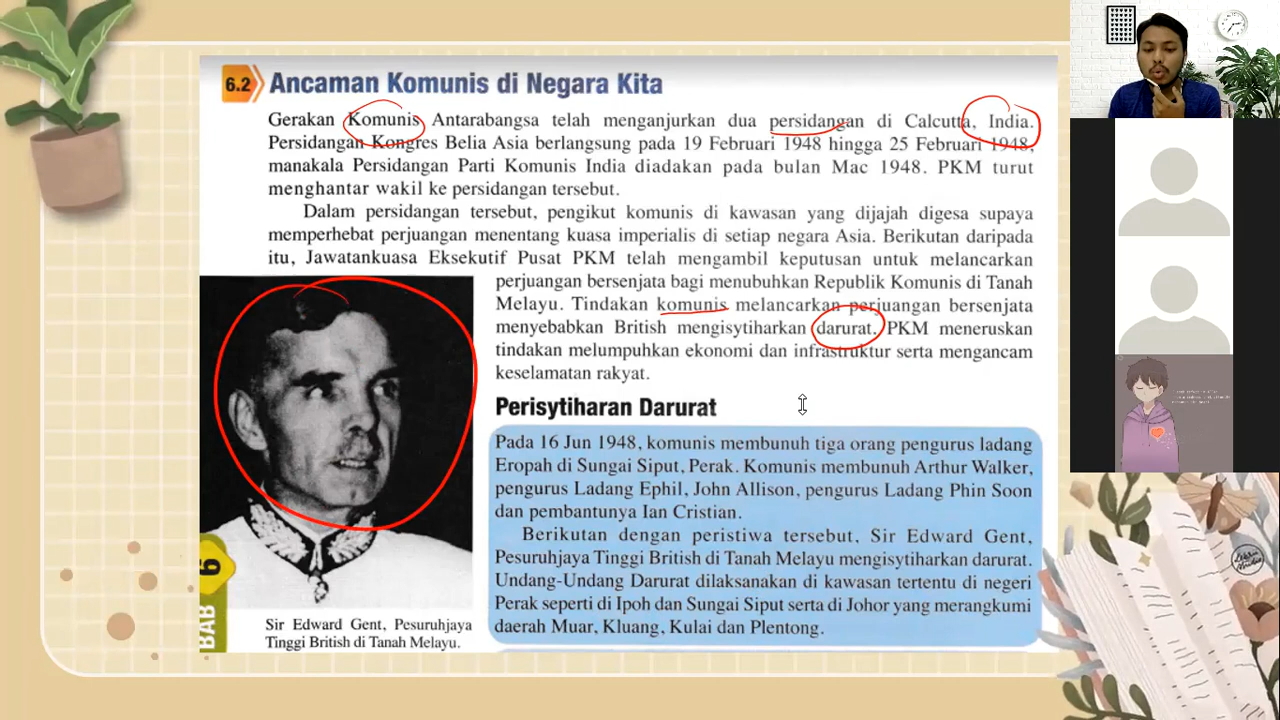 6.2 Ancaman Komunis di Negara Kita
Gerakan Komunis Antarabangsa telah menganjurkan dua persidangan di Calcutta, India.
Persidangan Kongres Belia Asia berlangsung pada 19 Februari 1948 hingga 25 Februari 1948,
manakala Persidangan Parti Komunis India diadakan pada bulan Mac 1948. PKM turut
menghantar wakil ke persidangan tersebut.
Dalam persidangan tersebut, pengikut komunis di kawasan yang dijajah digesa supaya
memperhebat perjuangan menentang kuasa imperialis di setiap negara Asia. Berikutan daripada
itu, Jawatankuasa Eksekutif Pusat PKM telah mengambil keputusan untuk melancarkan
perjuangan bersenjata bagi menubuhkan Republik Komunis di Tanah
Melayu. Tindakan komunis melancarkan perjuangan bersenjata
menyebabkan British mengisytiharkan darurat. PKM meneruskan
tindakan melumpuhkan ekonomi dan infrastruktur serta mengancam
keselamatan rakyat.
Perisytiharan Darurat
Pada 16 Jun 1948, komunis membunuh tiga orang pengurus ladang
Eropah di Sungai Siput, Perak. Komunis membunuh Arthur Walker,
pengurus Ladang Ephil, John Allison, pengurus Ladang Phin Soon
dan pembantunya Ian Cristian.
Berikutan dengan peristiwa tersebut, Sir Edward Gent,
Pesuruhjaya Tinggi British di Tanah Melayu mengisytiharkan darurat.
Undang-Undang Darurat dilaksanakan di kawasan tertentu di negeri
Perak seperti di Ipoh dan Sungai Siput serta di Johor yang merangkumi
daerah Muar, Kluang, Kulai dan Plentong.
BAB 6
Sir Edward Gent, Pesuruhjaya
Tinggi British di Tanah Melayu.